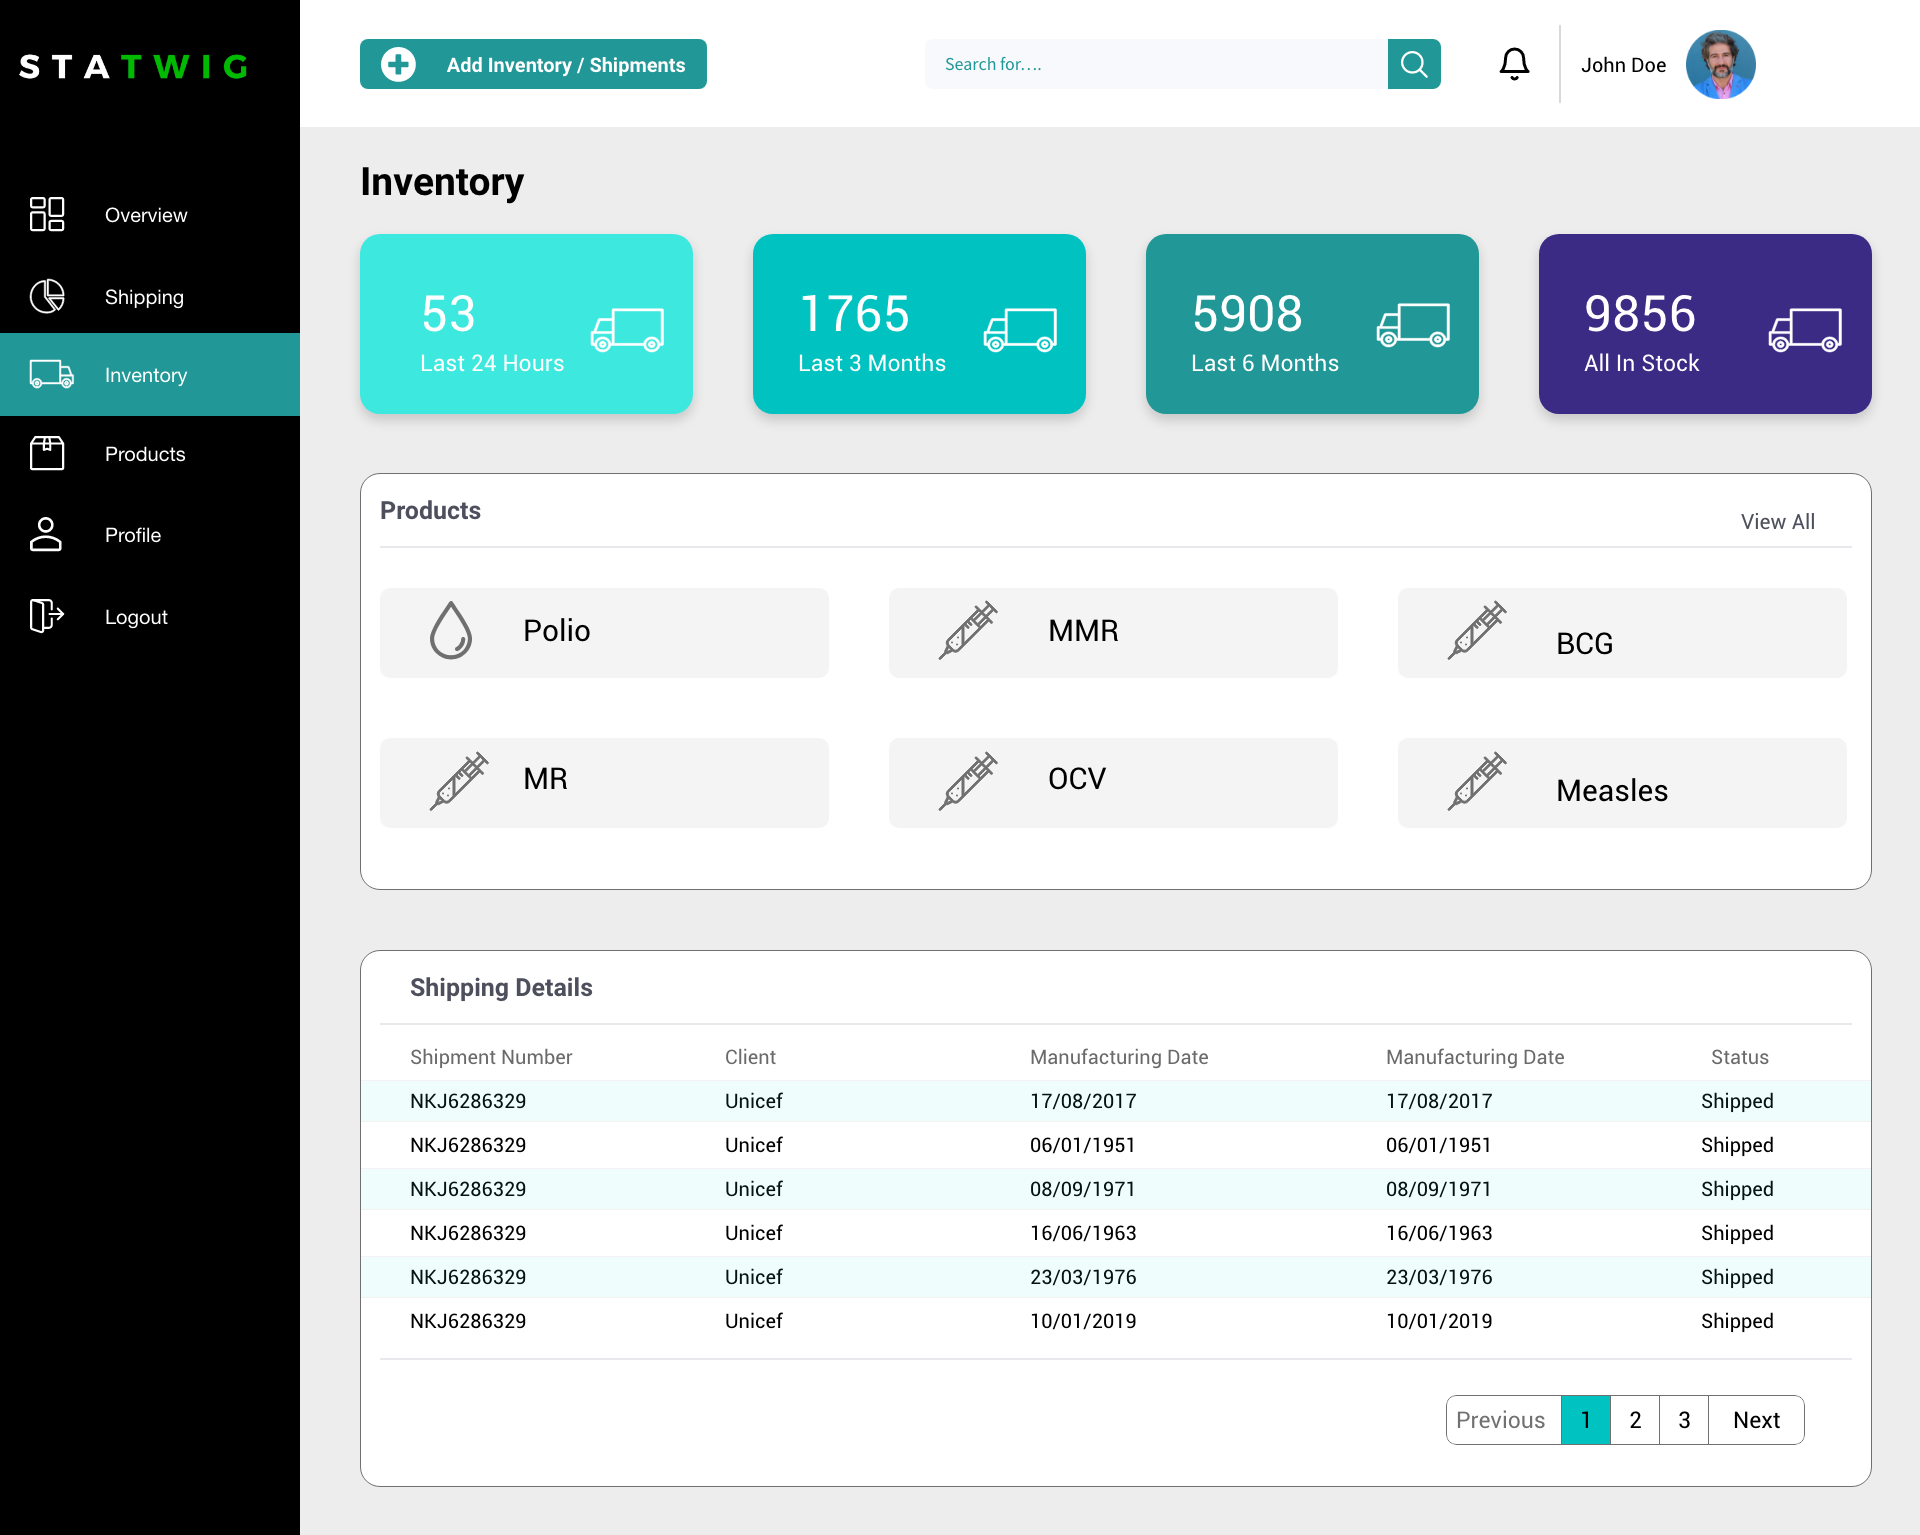 STATWIG
Add Inventory / Shipments
Search for....
John Doe
Overview
Shipping
Inventory
Products
Profile
Logout
Inventory
53
Last 24 Hours
1765
Last 3 Months
5908
Last 6 Months
9856
All In Stock
Products
View All
Polio
MMR
BCG
MR
OCV
Measles
Shipping Details
Shipment Number Client Manufacturing Date Manufacturing Date Status
NKJ6286329 Unicef 17/08/2017 17/08/2017 Shipped
NKJ6286329 Unicef 06/01/1951 06/01/1951 Shipped
NKJ6286329 Unicef 08/09/1971 08/09/1971 Shipped
NKJ6286329 Unicef 16/06/1963 16/06/1963 Shipped
NKJ6286329 Unicef 23/03/1976 23/03/1976 Shipped
NKJ6286329 Unicef 10/01/2019 10/01/2019 Shipped
Previous 1 2 3 Next